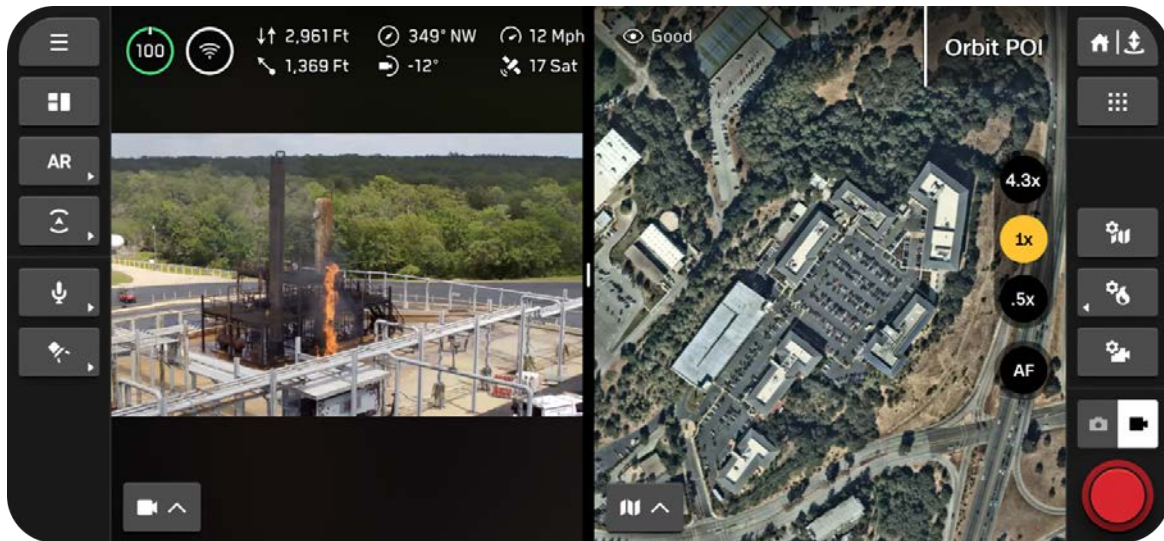 100 2,961 Ft 349° NW 12 Mph Good Orbit POI
1,369 Ft -12° 17 Sat
AR
4.3x
1x
.5x
AF